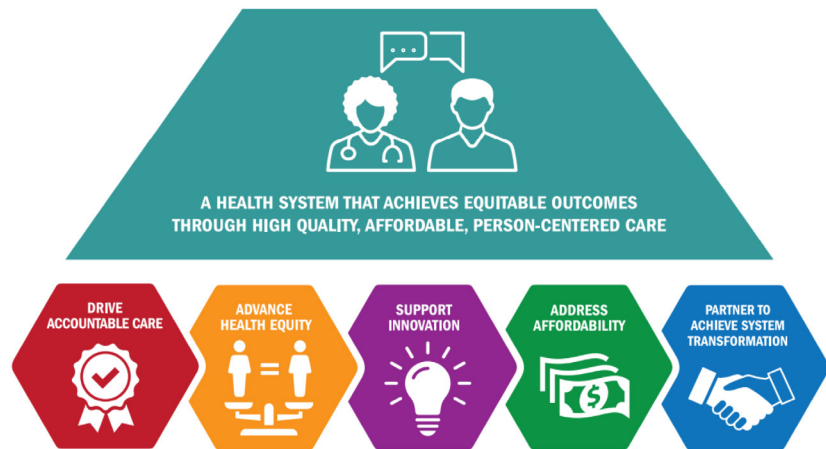 A HEALTH SYSTEM THAT ACHIEVES EQUITABLE OUTCOMES
THROUGH HIGH QUALITY, AFFORDABLE, PERSON-CENTERED CARE
DRIVE
ACCOUNTABLE CARE
ADVANCE
HEALTH EQUITY
=
SUPPORT
INNOVATION
ADDRESS
AFFORDABILITY
$
PARTNER TO
ACHIEVE SYSTEM
TRANSFORMATION